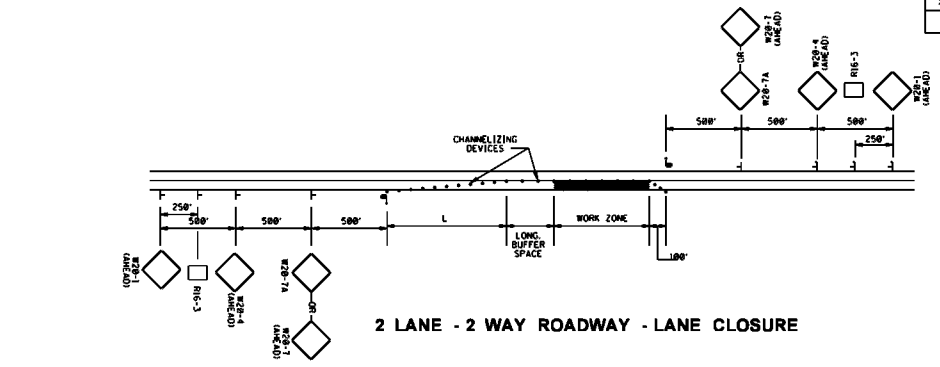 W20-7
(AHEAD)
OR
W20-7A
W20-4
(AHEAD)
R16-3
W20-1
(AHEAD)
500'
500'
500'
250'
CHANNELIZING
DEVICES
250'
500'
500'
500'
L
LONG.
BUFFER
SPACE
WORK ZONE
100'
W20-1
(AHEAD)
R16-3
W20-4
(AHEAD)
W20-7A
OR
W20-7
(AHEAD)
2 LANE - 2 WAY ROADWAY - LANE CLOSURE